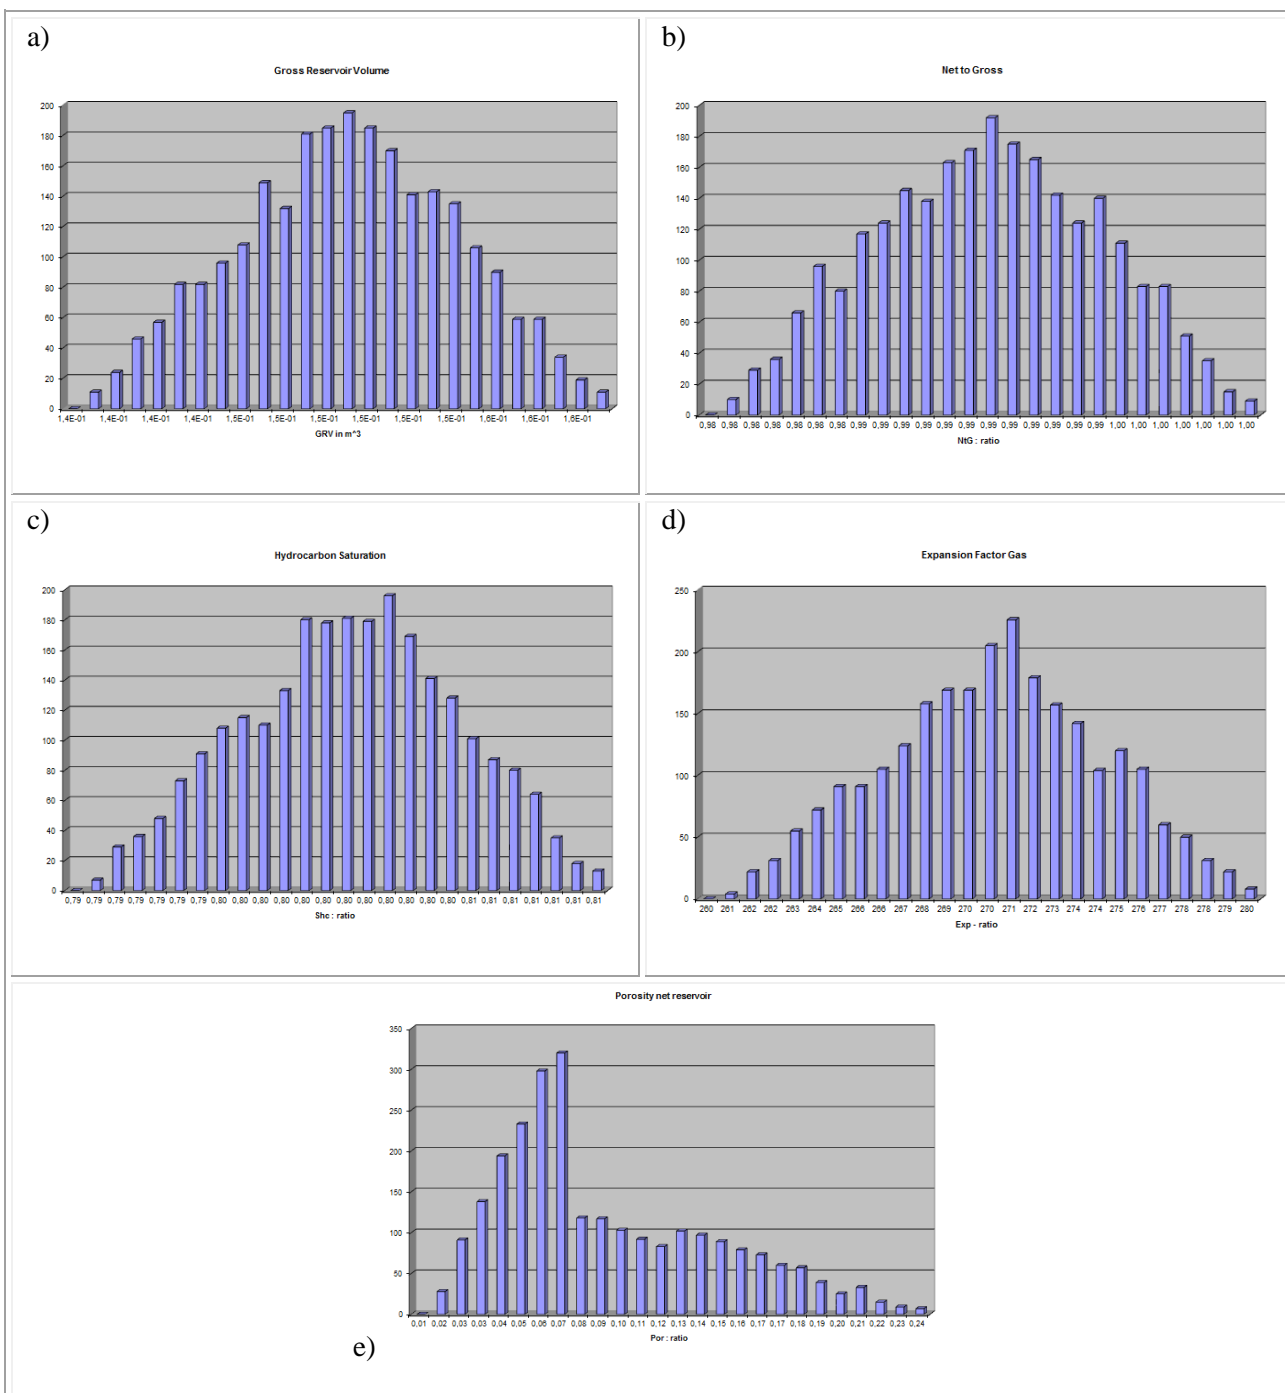 a)
Gross Reservoir Volume
200
180
160
140
120
100
80
60
40
20
0
1,4E-01 1,4E-01 1,4E-01 1,4E-01 1,5E-01 1,5E-01 1,5E-01 1,5E-01 1,5E-01 1,5E-01 1,6E-01 1,6E-01 1,6E-01
GRV in m^3
b)
Net to Gross
200
180
160
140
120
100
80
60
40
20
0
0,98 0,98 0,98 0,98 0,98 0,98 0,98 0,99 0,99 0,99 0,99 0,99 0,99 0,99 0,99 0,99 0,99 0,99 0,99 1,00 1,00 1,00 1,00 1,00 1,00 1,00
NtG : ratio
c)
Hydrocarbon Saturation
200
180
160
140
120
100
80
60
40
20
0
0,79 0,79 0,79 0,79 0,79 0,79 0,79 0,80 0,80 0,80 0,80 0,80 0,80 0,80 0,80 0,80 0,80 0,80 0,80 0,81 0,81 0,81 0,81 0,81 0,81 0,81
Shc : ratio
d)
Expansion Factor Gas
250
200
150
100
50
0
260 261 262 262 263 264 265 266 266 267 268 269 270 270 271 272 273 274 274 275 276 277 278 278 279 280
Exp - ratio
Porosity net reservoir
350
300
250
200
150
100
50
0
0,01 0,02 0,03 0,03 0,04 0,05 0,06 0,07 0,08 0,09 0,10 0,11 0,12 0,13 0,14 0,15 0,16 0,17 0,17 0,18 0,19 0,20 0,21 0,22 0,23 0,24
Por : ratio
e)